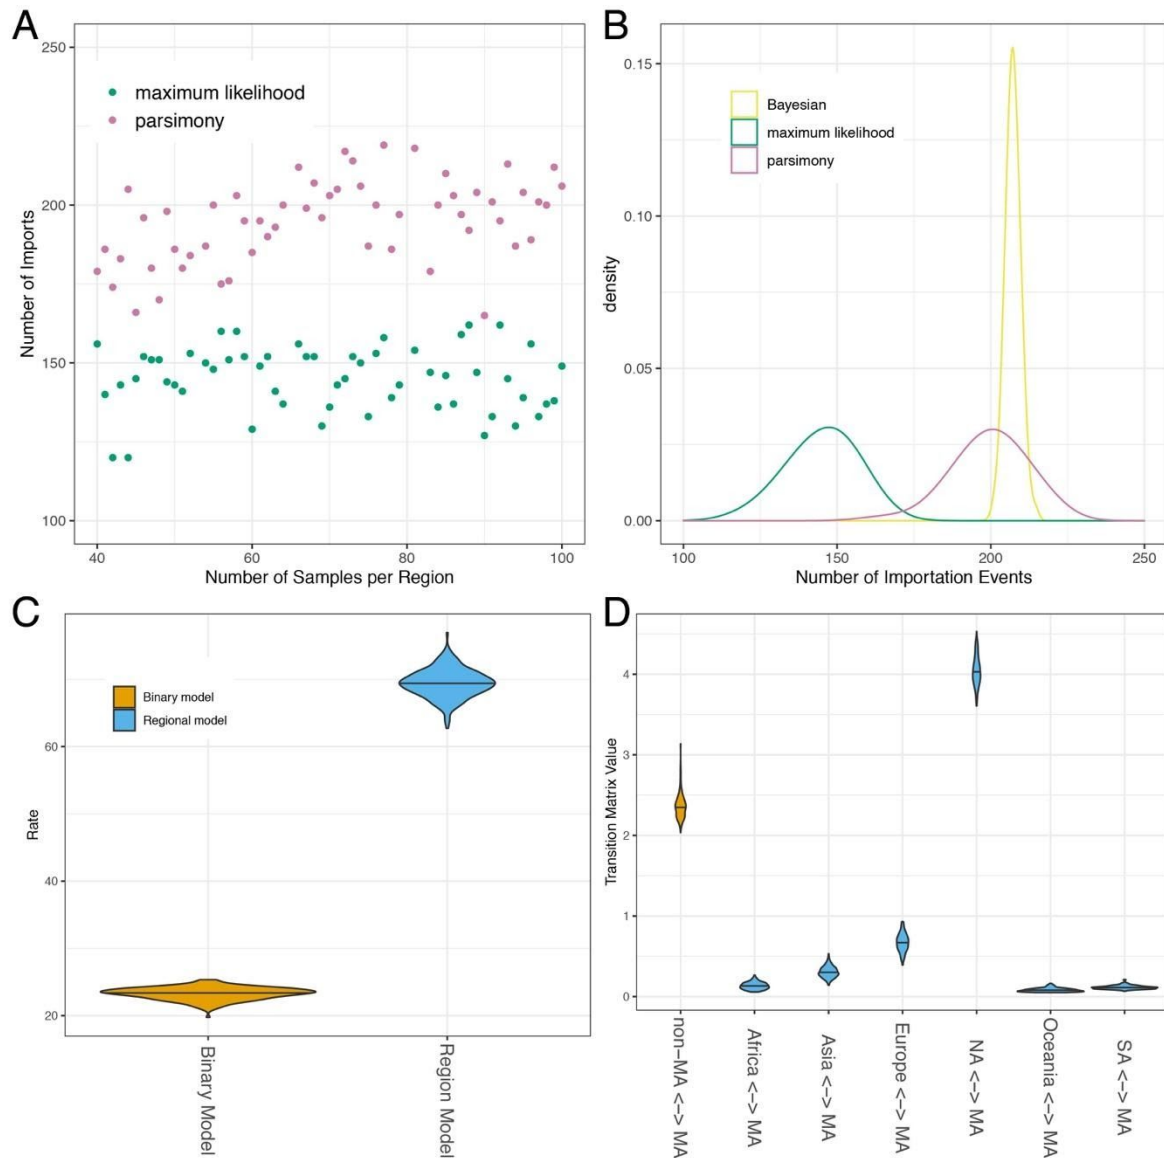 A
250
200
150
100
Number of Imports
maximum likelihood
parsimony
40
60
80
100
Number of Samples per Region
B
0.15
0.10
0.05
0.00
density
Bayesian
maximum likelihood
parsimony
100
150
200
250
Number of Importation Events
C
60
40
20
Rate
Binary model
Regional model
Binary Model
Region Model
D
4
3
2
1
0
Transition Matrix Value
non-MA <-> MA
Africa <-> MA
Asia <-> MA
Europe <-> MA
NA <-> MA
Oceania <-> MA
SA <-> MA